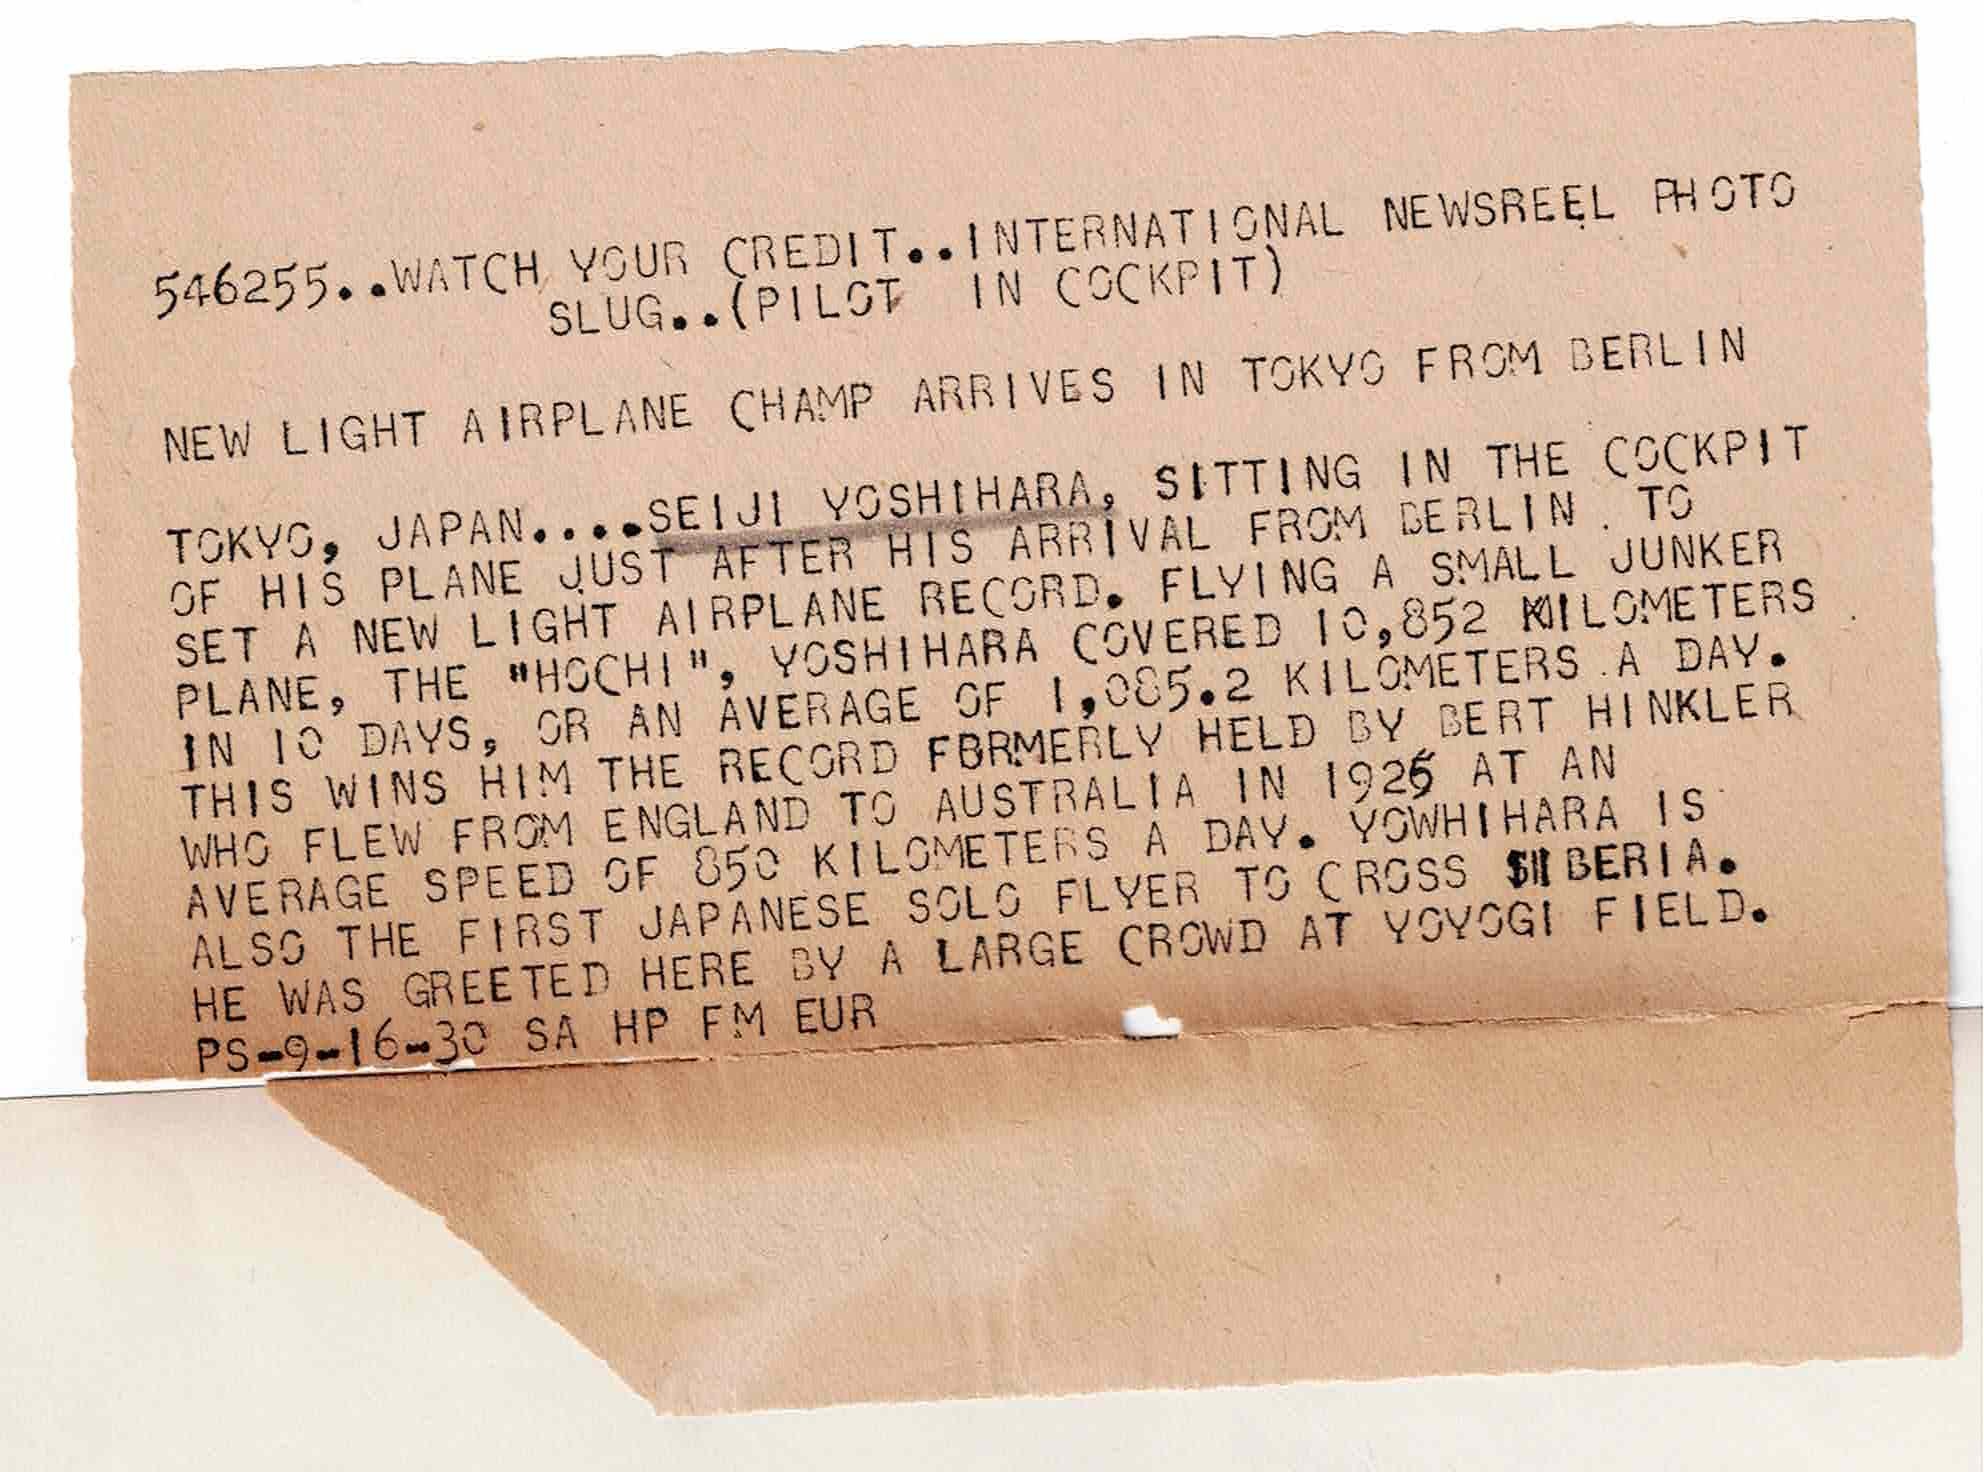 546255..WATCH YOUR CREDIT..INTERNATIONAL NEWSREEL PHOTO
SLUG..(PILOT IN COCKPIT)
NEW LIGHT AIRPLANE CHAMP ARRIVES IN TOKYO FROM BERLIN
TOKYO, JAPAN....SEIJI YOSHIHARA, SITTING IN THE COCKPIT
OF HIS PLANE JUST AFTER HIS ARRIVAL FROM BERLIN TO
SET A NEW LIGHT AIRPLANE RECORD. FLYING A SMALL JUNKER
PLANE, THE "HOCHI", YOSHIHARA COVERED 10,852 KILOMETERS
IN 10 DAYS, OR AN AVERAGE OF 1,085.2 KILOMETERS A DAY.
THIS WINS HIM THE RECORD FORMERLY HELD BY BERT HINKLER
WHO FLEW FROM ENGLAND TO AUSTRALIA IN AT AN
AVERAGE SPEED OF 850 KILOMETERS A DAY. YOWHIHARA IS
ALSO THE FIRST JAPANESE SOLO FLYER TO CROSS SIBERIA.
HE WAS GREETED HERE BY A LARGE CROWD AT YOYOGI FIELD.
PS-9-16-30 SA HP FM EUR